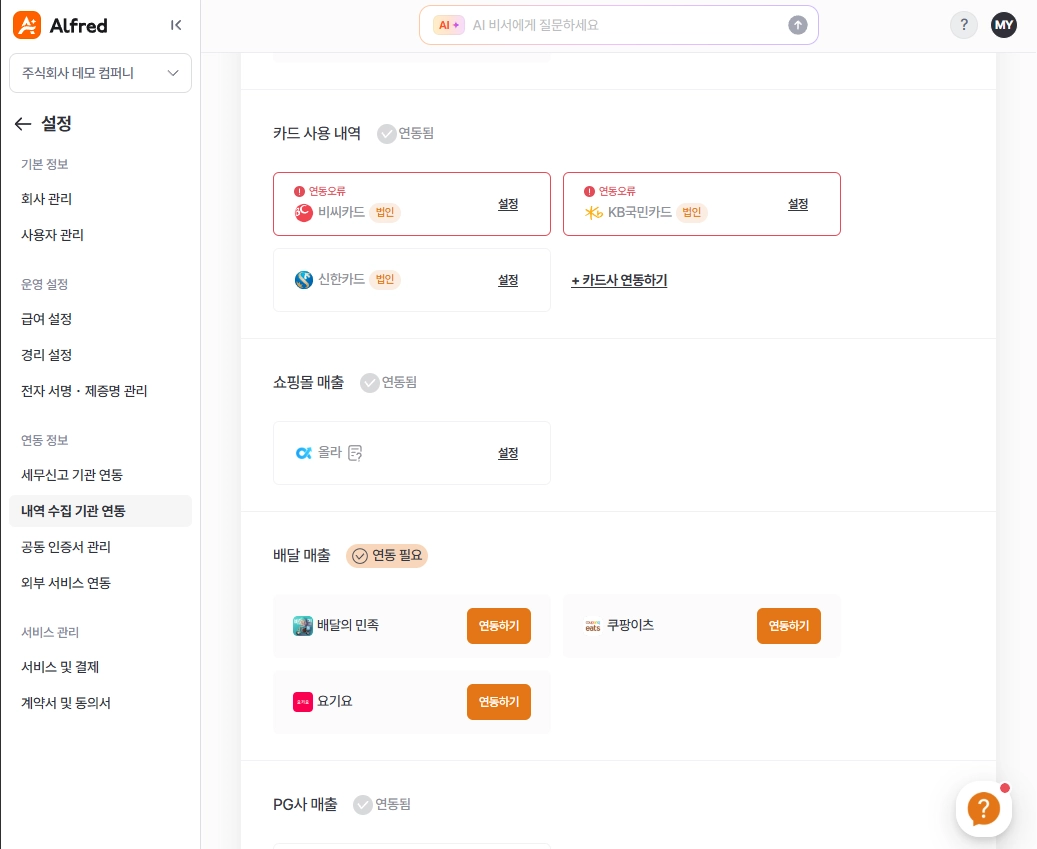 Alfred
주식회사 데모 컴퍼니
설정
기본 정보
회사 관리
사용자 관리
운영 설정
급여 설정
경리 설정
전자 서명・제증명 관리
연동 정보
세무신고 기관 연동
내역 수집 기관 연동
공동 인증서 관리
외부 서비스 연동
서비스 관리
서비스 및 결제
계약서 및 동의서
AI AI 비서에게 질문하세요
? MY
카드 사용 내역 연동됨
연동오류
비씨카드 법인 설정
연동오류
KB국민카드 법인 설정
신한카드 법인 설정
+ 카드사 연동하기
쇼핑몰 매출 연동됨
올라 설정
배달 매출 연동 필요
배달의 민족 연동하기
eats 쿠팡이츠 연동하기
요기요 요기요 연동하기
PG사 매출 연동됨
?